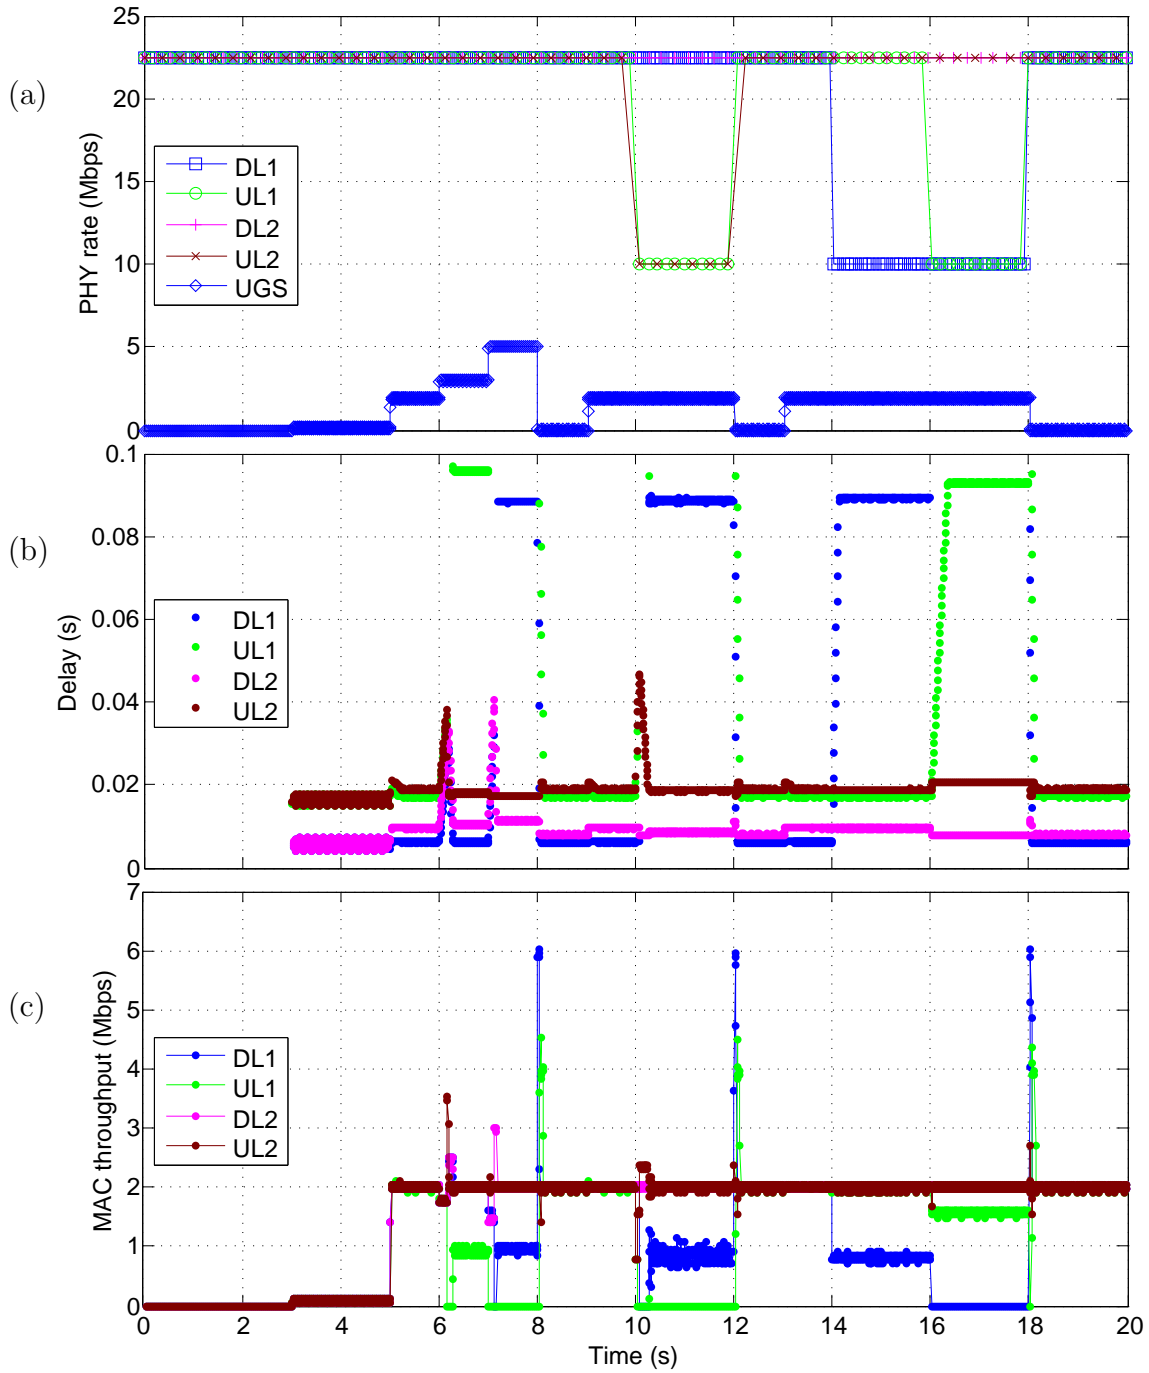 (a)
PHY rate (Mbps)
25
20
15
10
5
0
DL1
UL1
DL2
UL2
UGS
(b)
Delay (s)
0.1
0.08
0.06
0.04
0.02
0
DL1
UL1
DL2
UL2
(c)
MAC throughput (Mbps)
7
6
5
4
3
2
1
0
DL1
UL1
DL2
UL2
0 2 4 6 8 10 12 14 16 18 20
Time (s)